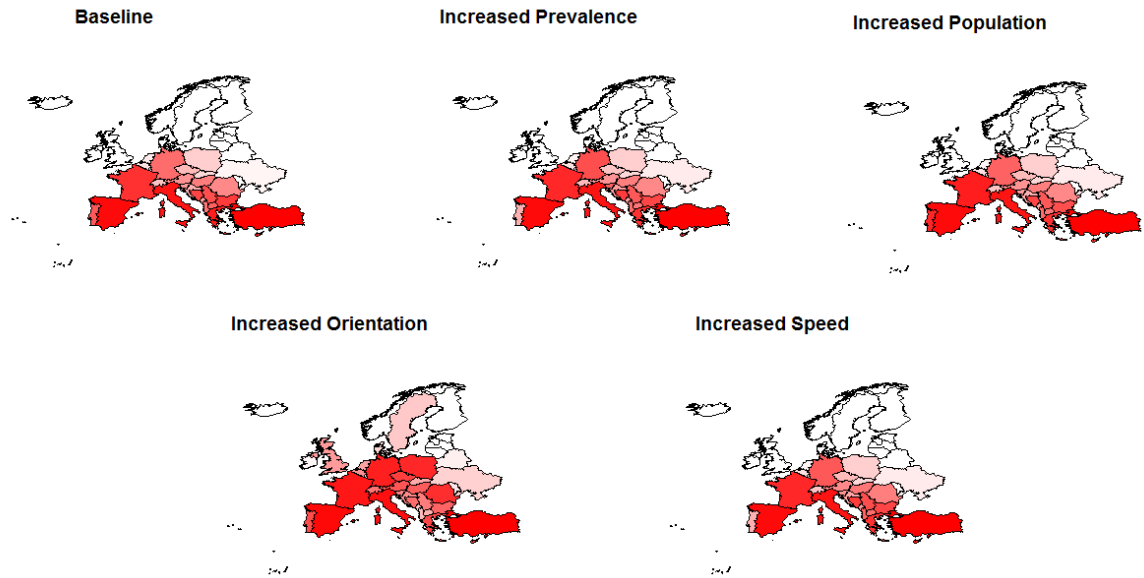 Baseline
Increased Prevalence
Increased Population
Increased Orientation
Increased Speed